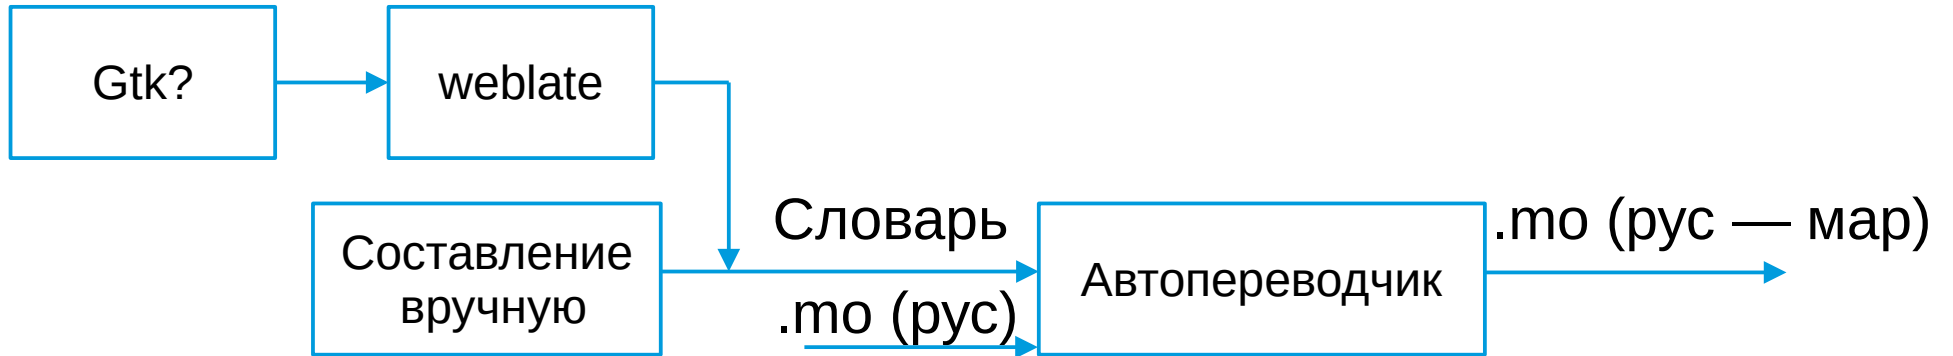 Gtk?
weblate
Составление
вручную
Словарь
.mo (рус)
Автопереводчик
.mo (рус — мар)